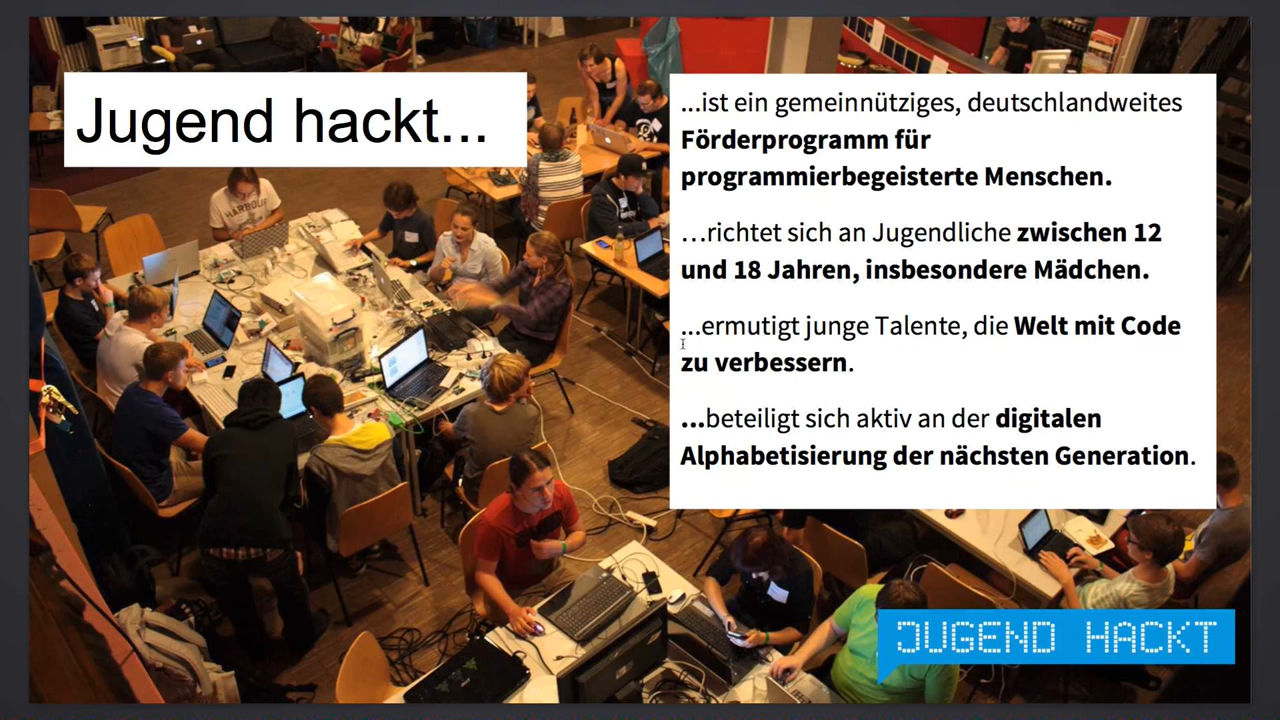 Jugend hackt...
...ist ein gemeinnütziges, deutschlandweites
Förderprogramm für
programmierbegeisterte Menschen.
...richtet sich an Jugendliche zwischen 12
und 18 Jahren, insbesondere Mädchen.
...ermutigt junge Talente, die Welt mit Code
zu verbessern.
...beteiligt sich aktiv an der digitalen
Alphabetisierung der nächsten Generation.
HARBOUR
JUGEND HACKT